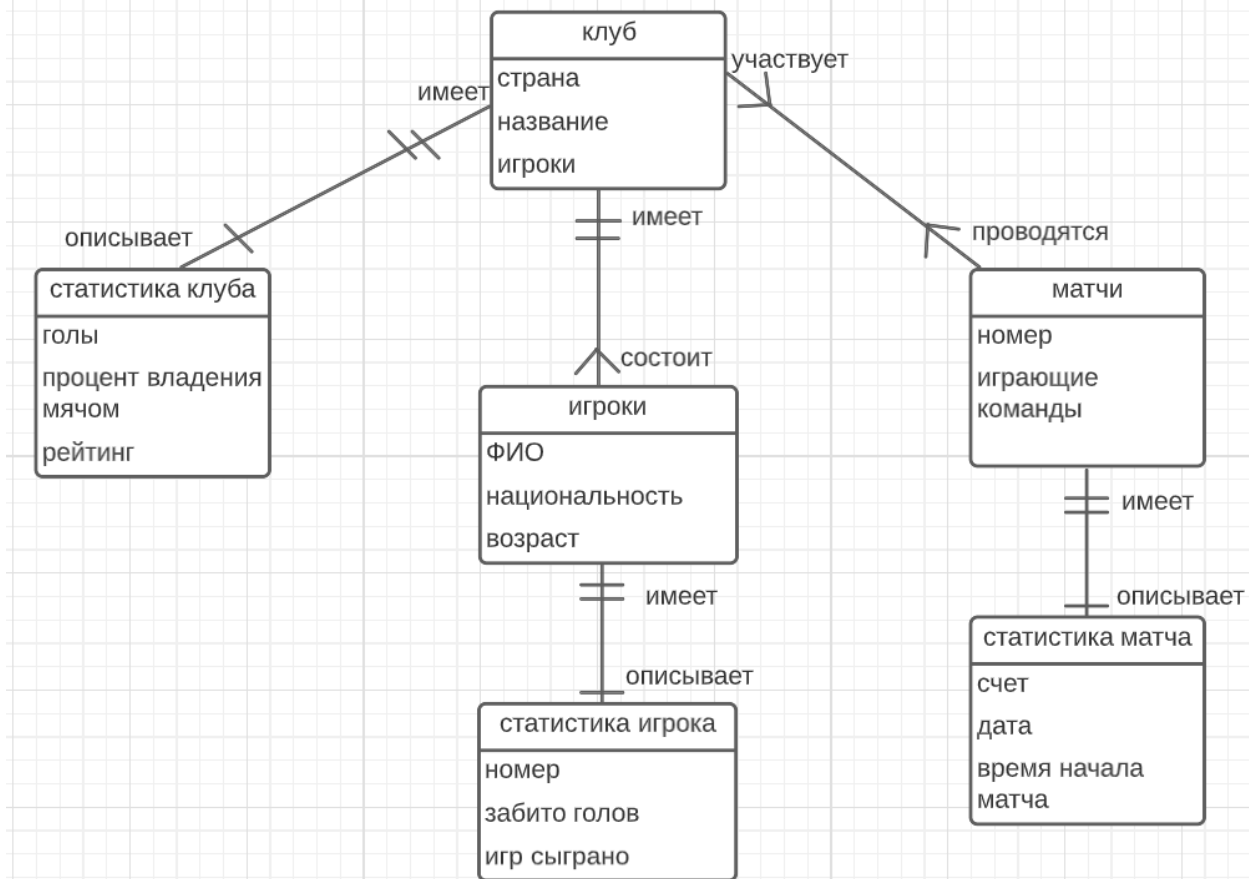 клуб
страна
название
игроки
участвует
имеет
имеет
описывает
проводятся
статистика клуба
голы
процент владения
мячом
рейтинг
матчи
номер
играющие
команды
состоит
игроки
ФИО
национальность
возраст
имеет
имеет
описывает
описывает
статистика игрока
номер
забито голов
игр сыграно
статистика матча
счет
дата
время начала
матча